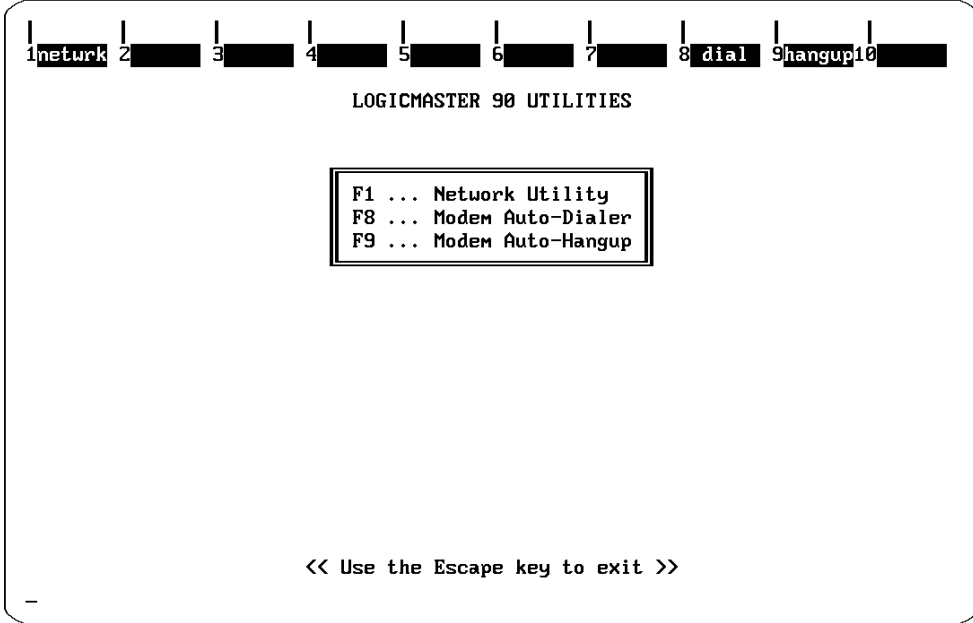 1netwrk 2 3 4 5 6 7 8 dial 9hangup10
LOGICMASTER 90 UTILITIES
F1 ... Network Utility
F8 ... Modem Auto-Dialer
F9 ... Modem Auto-Hangup
<< Use the Escape key to exit >>
_